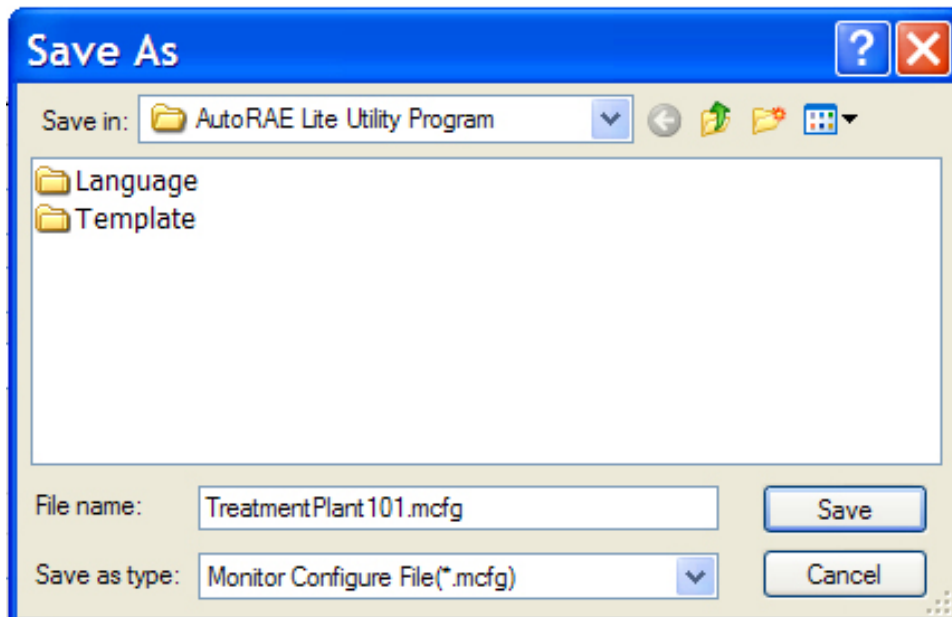 Save As
?
Save in: AutoRAE Lite Utility Program
Language
Template
File name: TreatmentPlant101.mcfg Save
Save as type: Monitor Configure File(*.mcfg) Cancel